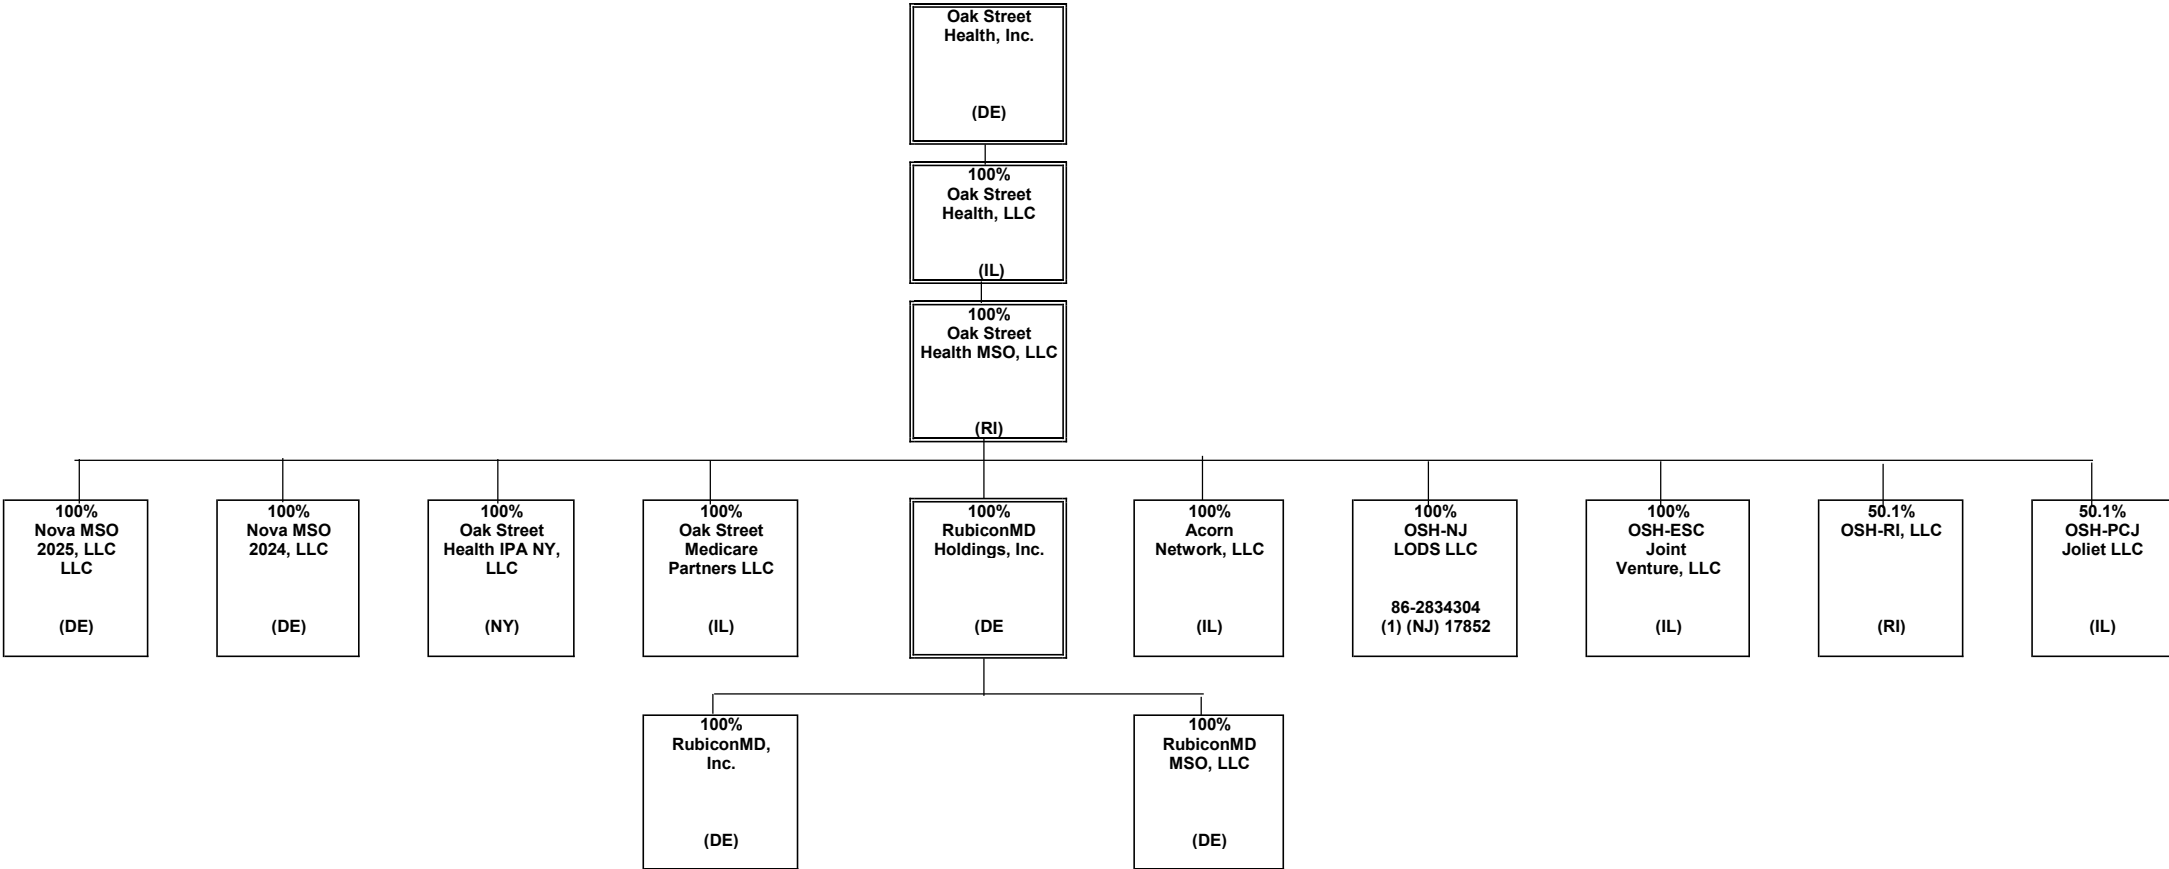 Oak Street
Health, Inc.
(DE)
100%
Oak Street
Health, LLC
(IL)
100%
Oak Street
Health MSO, LLC
(RI)
100%
Nova MSO
2025, LLC
LLC
(DE)
100%
Nova MSO
2024, LLC
(DE)
100%
Oak Street
Health IPA NY,
LLC
(NY)
100%
Oak Street
Medicare
Partners LLC
(IL)
100%
RubiconMD
Holdings, Inc.
(DE
100%
Acorn
Network, LLC
(IL)
100%
OSH-NJ
LODS LLC
86-2834304
(1) (NJ) 17852
100%
OSH-ESC
Joint
Venture, LLC
(IL)
50.1%
OSH-RI, LLC
(RI)
50.1%
OSH-PCJ
Joliet LLC
(IL)
100%
RubiconMD,
Inc.
(DE)
100%
RubiconMD
MSO, LLC
(DE)